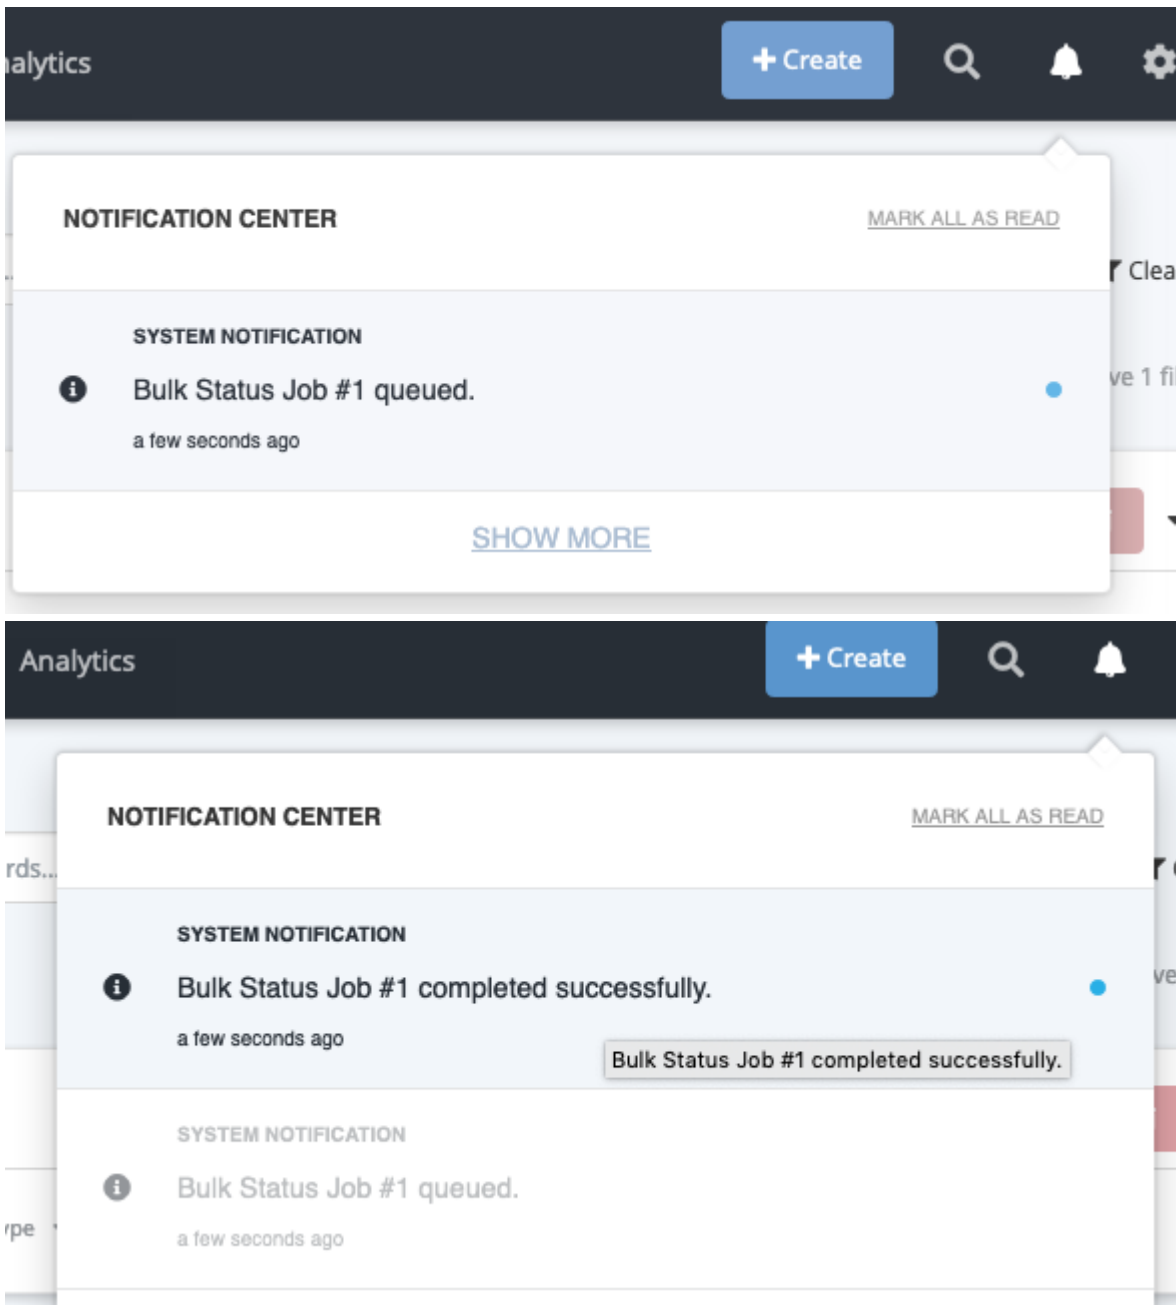 alytics
Create
NOTIFICATION CENTER
MARK ALL AS READ
Clea
SYSTEM NOTIFICATION
Bulk Status Job #1 queued.
a few seconds ago
ve 1 fi
SHOW MORE
Analytics
Create
NOTIFICATION CENTER
MARK ALL AS READ
rds...
SYSTEM NOTIFICATION
Bulk Status Job #1 completed successfully.
a few seconds ago
ve
Bulk Status Job #1 completed successfully.
SYSTEM NOTIFICATION
Bulk Status Job #1 queued.
a few seconds ago
ype